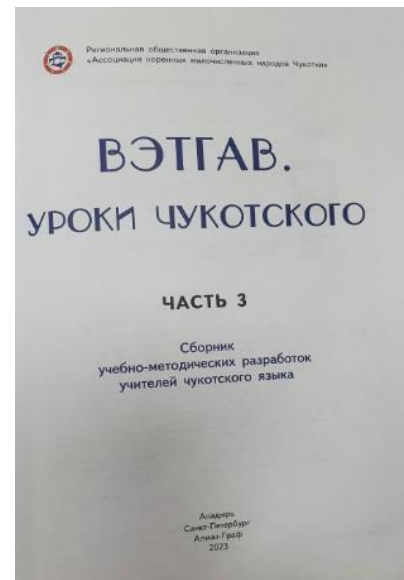 Региональная общественная организация
«Ассоциация коренных малочисленных народов Чукотки»
ВЭТГАВ.
УРОКИ ЧУКОТСКОГО
ЧАСТЬ 3
Сборник
учебно-методических разработок
учителей чукотского языка
Анадырь
Санкт-Петербург
Алмаз-Граф
2023